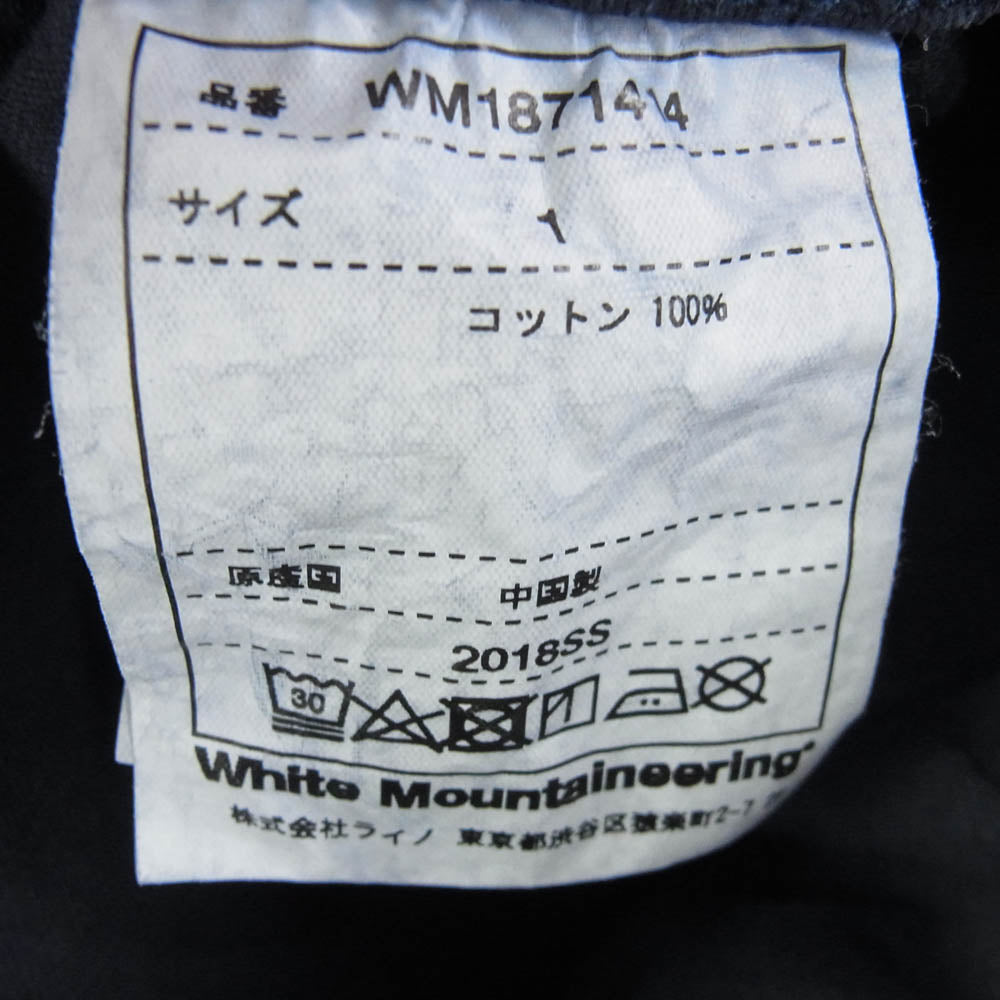 品番 WM1871414
サイズ 1
コットン 100%
原産国 中国製
2018SS
30
White Mountaineering
株式会社ライノ 東京都渋谷区猿楽町2-7